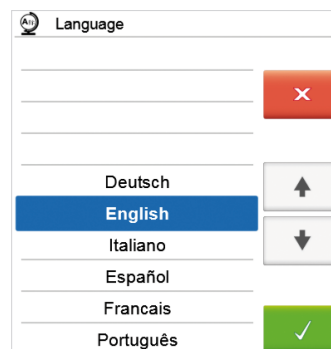 Language
Deutsch
English
Italiano
Español
Francais
Português